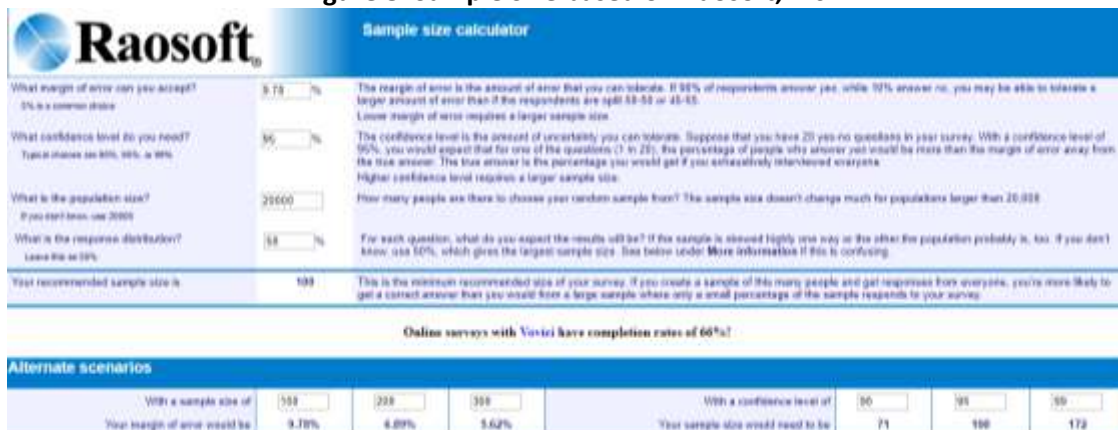 Raosoft®
Sample size calculator
What margin of error can you accept?
5% is a common choice
9.78 %
The margin of error is the amount of error that you can tolerate. If 90% of respondents answer yes, while 10% answer no, you may be able to tolerate a
larger amount of error than if the respondents are split 50-50 or 45-55.
Lower margin of error requires a larger sample size.
What confidence level do you need?
Typical choices are 90%, 95%, or 99%
95 %
The confidence level is the amount of uncertainty you can tolerate. Suppose that you have 20 yes-no questions in your survey. With a confidence level of
95%, you would expect that for one of the questions (1 in 20), the percentage of people who answer yes would be more than the margin of error away from
the true answer. The true answer is the percentage you would get if you exhaustively interviewed everyone.
Higher confidence level requires a larger sample size.
What is the population size?
If you don't know, use 20000
20000
How many people are there to choose your random sample from? The sample size doesn't change much for populations larger than 20,000.
What is the response distribution?
Leave this as 50%
50 %
For each question, what do you expect the results will be? If the sample is skewed highly one way or the other, the population probably is, too. If you don't
know, use 50%, which gives the largest sample size. See below under More information if this is confusing.
Your recommended sample size is
100
This is the minimum recommended size of your survey. If you create a sample of this many people and get responses from everyone, you're more likely to
get a correct answer than you would from a large sample where only a small percentage of the sample responds to your survey.
Online surveys with Vovici have completion rates of 66%!
Alternate scenarios
With a sample size of 100 200 300 With a confidence level of 90 95 99
Your margin of error would be 9.78% 6.89% 5.62% Your sample size would need to be 71 100 172